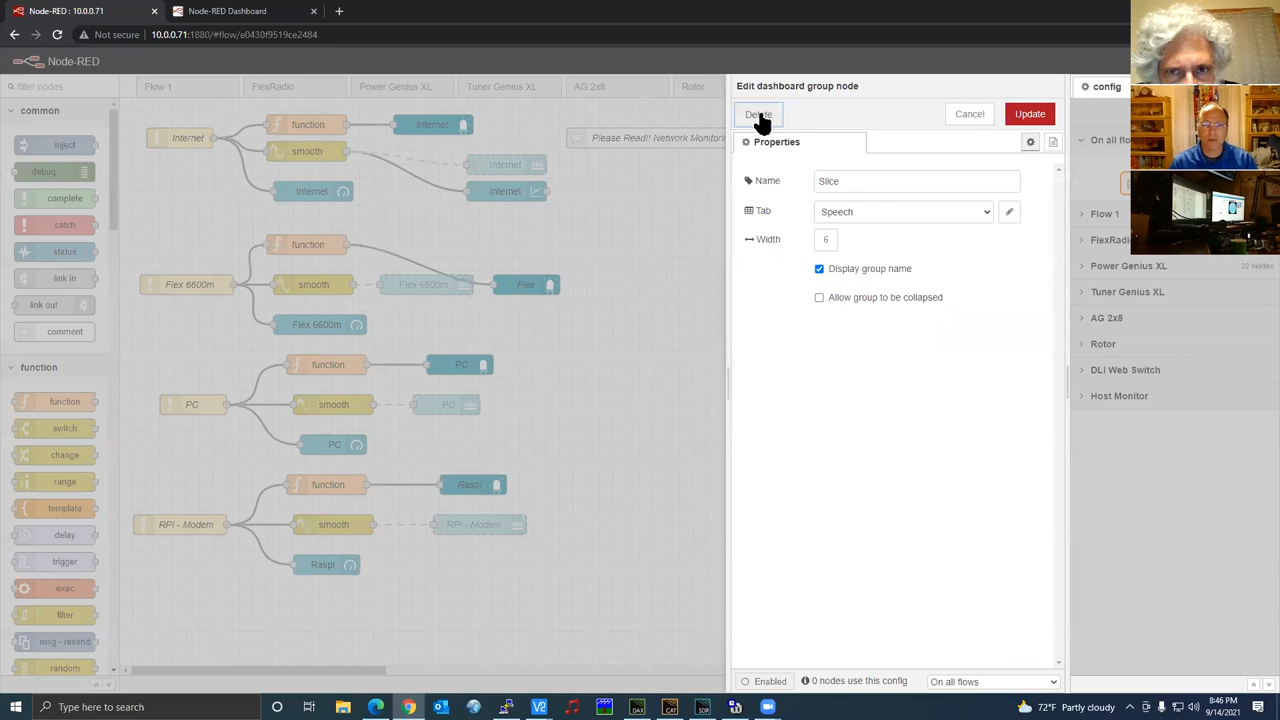 Node-RED : 10.0.0.71
Node-RED Dashboard
Not secure
10.0.0.71:1880/#flow/e0430f9519ce2484
Node-RED
filter nodes
Flow 1
FlexRadio
Power Genius XL
Tuner Genius XL
AG 2x8
Rotor
Edit dashboard group node
config
Delete
Cancel
Update
Properties
common
inject
debug
complete
catch
status
link in
link out
comment
function
function
switch
change
range
template
delay
trigger
exec
filter
msg - resend
random
Internet
function
Internet
smooth
Internet
Internet
Internet
Please Read!! Network Monitorin
function
Flex 6600m
smooth
Flex 6600m
Flex
Flex 6600m
function
PC
PC
smooth
PC
PC
function
Raspi
RPI - Modem
smooth
RPI - Modem
Raspi
Name
Slice
Tab
Speech
Width
6
Display group name
Allow group to be collapsed
Enabled
0 nodes use this config
On all flows
On all flo
Flow 1
FlexRadio
Power Genius XL
22 hidden
Tuner Genius XL
AG 2x8
Rotor
DLI Web Switch
Host Monitor
Type here to search
DAX
CAT
SDR
72°F Partly cloudy
8:46 PM
9/14/2021